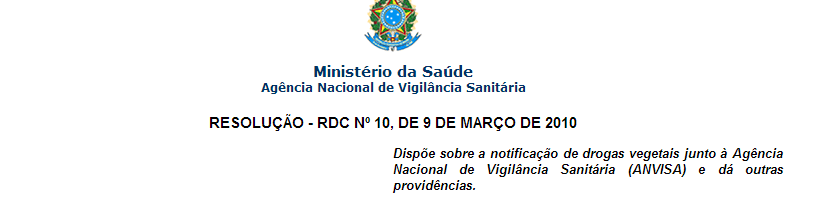 Ministério da Saúde
Agência Nacional de Vigilância Sanitária
RESOLUÇÃO - RDC Nº 10, DE 9 DE MARÇO DE 2010
Dispõe sobre a notificação de drogas vegetais junto à Agência
Nacional de Vigilância Sanitária (ANVISA) e dá outras
providências.